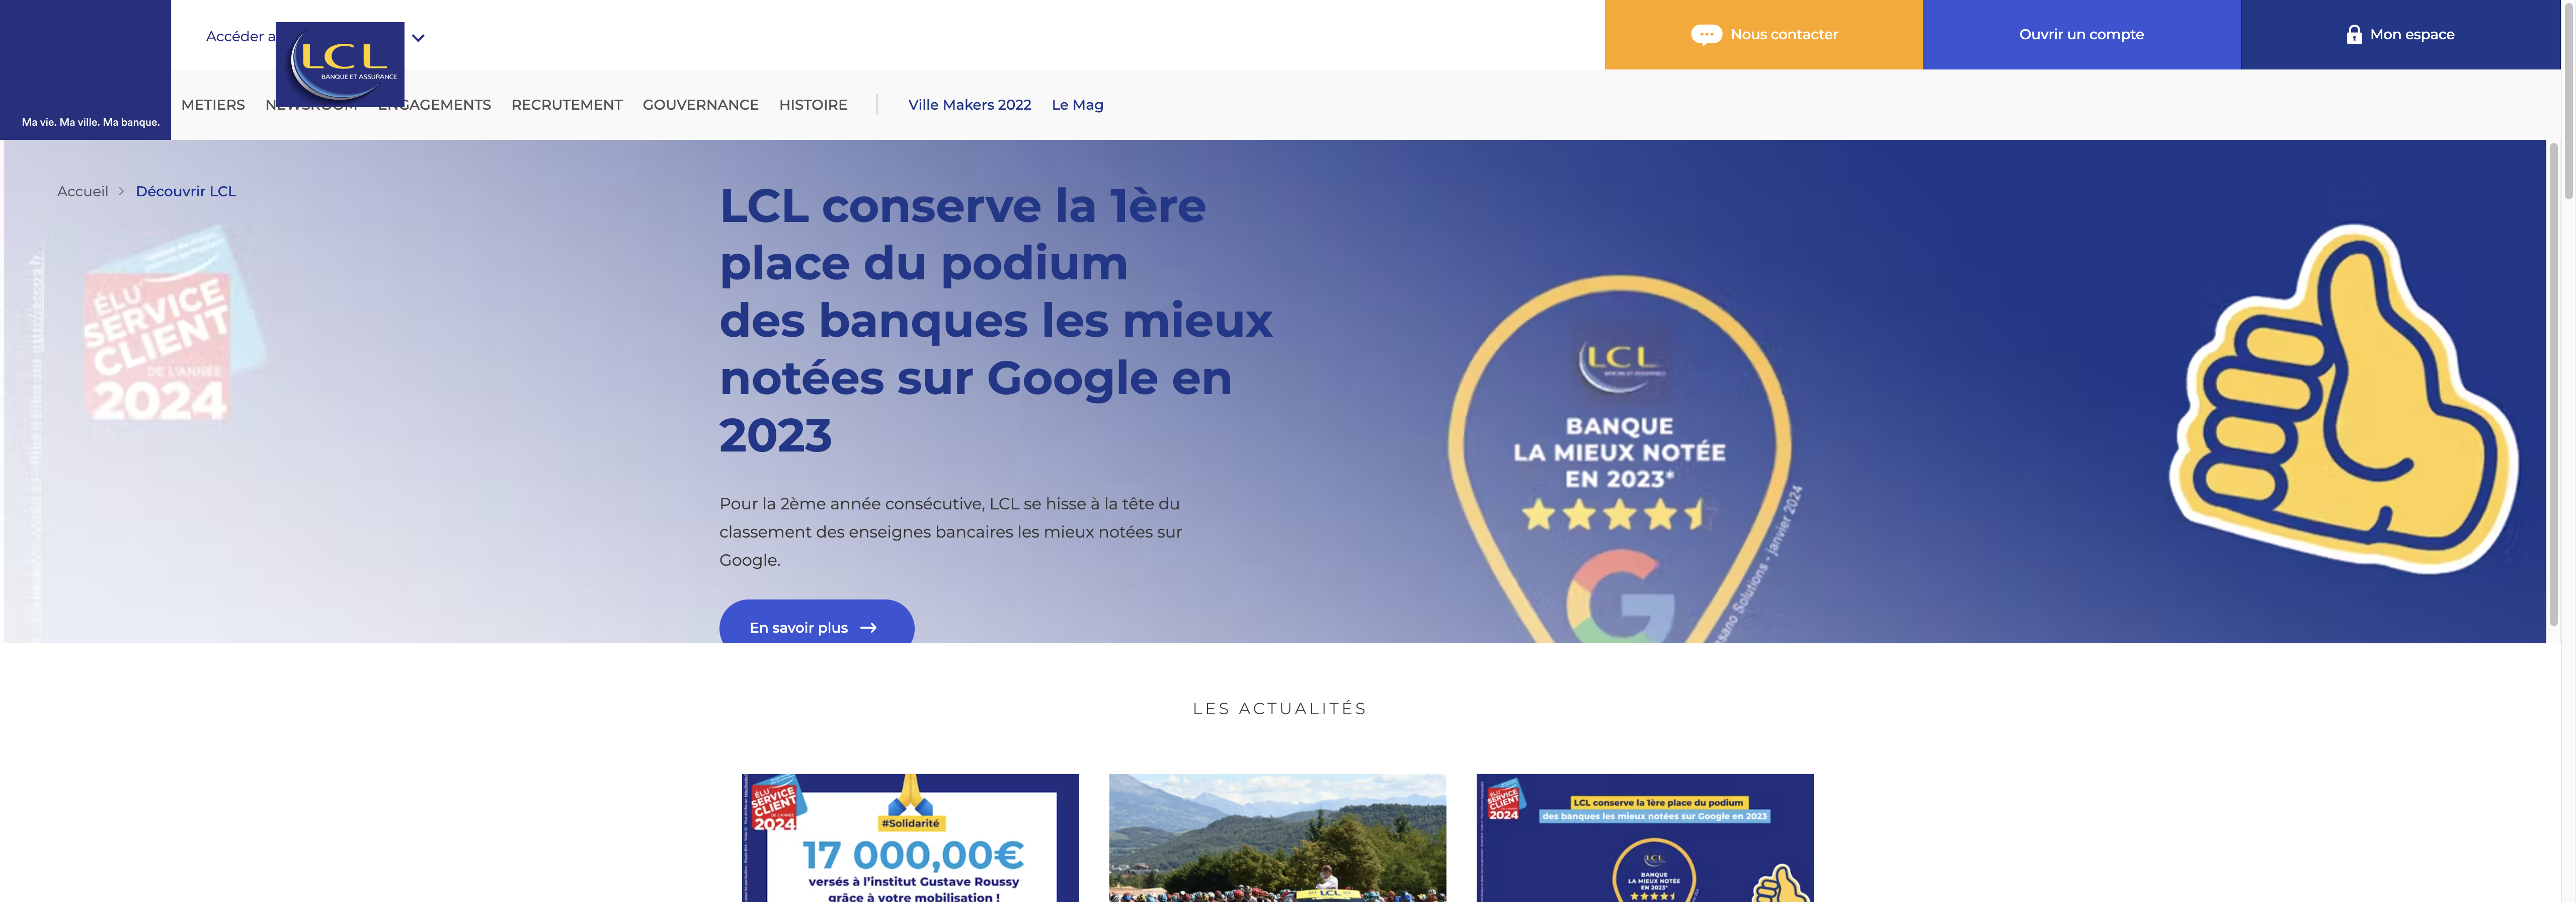 Accéder a
LCL
BANQUE ET ASSURANCE
Nous contacter
Ouvrir un compte
Mon espace
Ma vie. Ma ville. Ma banque.
METIERS
NEWSROOM
ENGAGEMENTS
RECRUTEMENT
GOUVERNANCE
HISTOIRE
Ville Makers 2022
Le Mag
Accueil > Découvrir LCL
ÉLU
SERVICE
CLIENT
DE L'ANNÉE
2024
LCL conserve la 1ère
place du podium
des banques les mieux
notées sur Google en
2023
Pour la 2ème année consécutive, LCL se hisse à la tête du
classement des enseignes bancaires les mieux notées sur
Google.
En savoir plus
LCL
BANQUE
LA MIEUX NOTÉE
EN 2023*
G
Solutions - janvier 2024
LES ACTUALITÉS
ÉLU
SERVICE
CLIENT
DE L'ANNÉE
2024
#Solidarité
17 000,00€
versés à l'institut Gustave Roussy
grâce à votre mobilisation !
LCL
ÉLU
SERVICE
CLIENT
DE L'ANNÉE
2024
LCL conserve la 1ère place du podium
des banques les mieux notées sur Google en 2023
LCL
BANQUE
LA MIEUX NOTÉE
EN 2023*